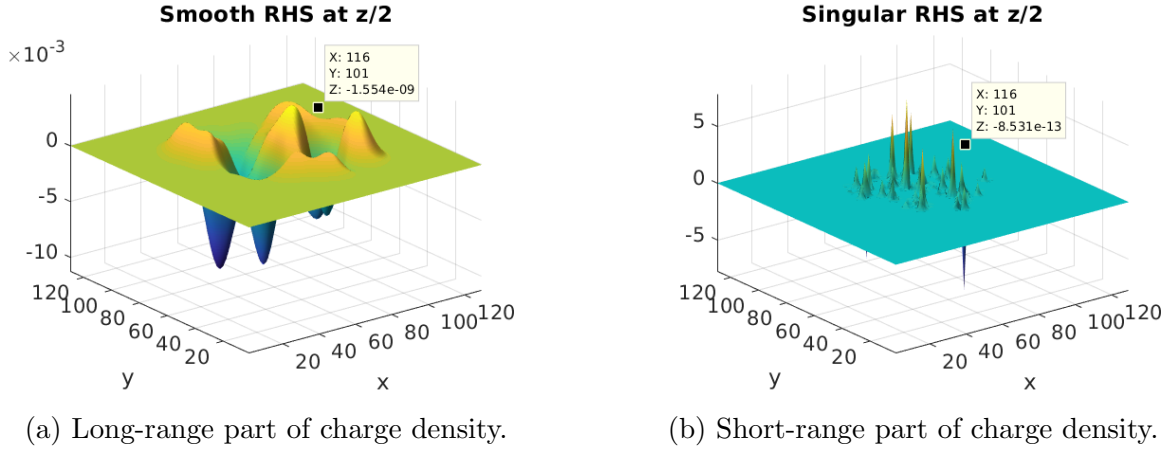 Smooth RHS at z/2
×10-3
X: 116
Y: 101
Z: -1.554e-09
0
-5
-10
120
100
80
60
40
20
y
20
40
60
80
100
120
x
(a) Long-range part of charge density.
Singular RHS at z/2
X: 116
Y: 101
Z: -8.531e-13
5
0
-5
120
100
80
60
40
20
y
20
40
60
80
100
120
x
(b) Short-range part of charge density.